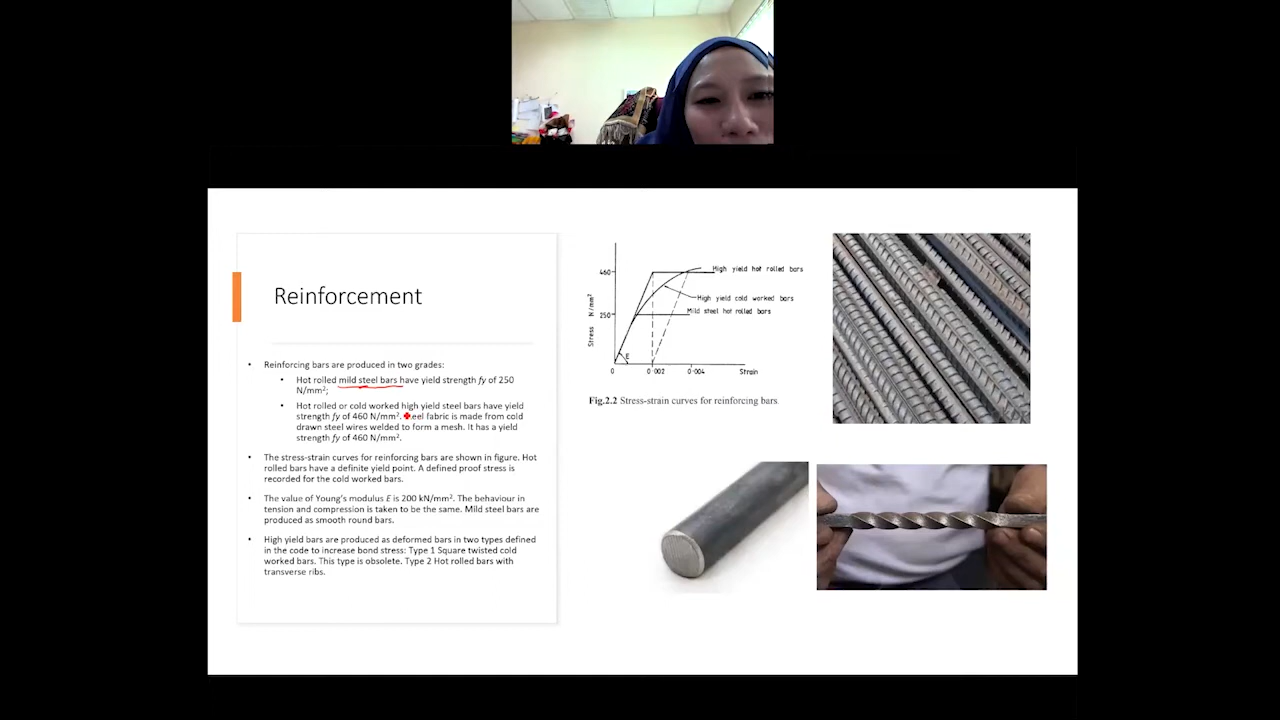 Reinforcement
• Reinforcing bars are produced in two grades:
• Hot rolled mild steel bars have yield strength fy of 250
N/mm²;
• Hot rolled or cold worked high yield steel bars have yield
strength fy of 460 N/mm². eel fabric is made from cold
drawn steel wires welded to form a mesh. It has a yield
strength fy of 460 N/mm².
• The stress-strain curves for reinforcing bars are shown in figure. Hot
rolled bars have a definite yield point. A defined proof stress is
recorded for the cold worked bars.
• The value of Young's modulus E is 200 kN/mm². The behaviour in
tension and compression is taken to be the same. Mild steel bars are
produced as smooth round bars.
• High yield bars are produced as deformed bars in two types defined
in the code to increase bond stress: Type 1 Square twisted cold
worked bars. This type is obsolete. Type 2 Hot rolled bars with
transverse ribs.
Stress N/mm²
460
High yield hot rolled bars
High yield cold worked bars
250
Mild steel hot rolled bars
E
0 0·002 0·004 Strain
Fig.2.2 Stress-strain curves for reinforcing bars.